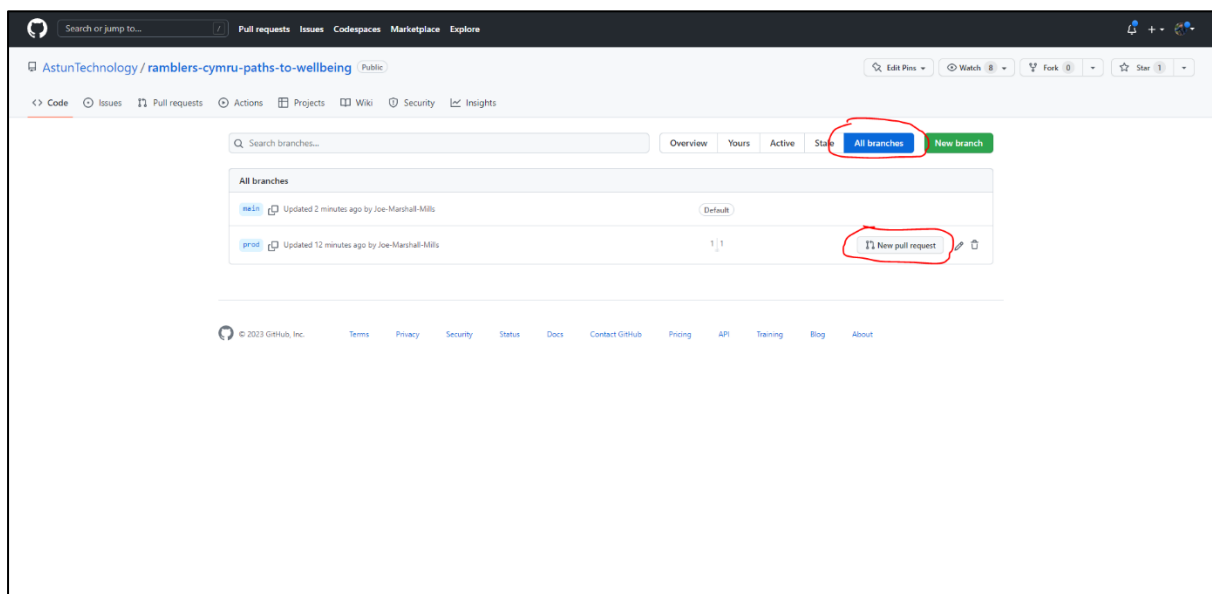 Search or jump to... / Pull requests Issues Codespaces Marketplace Explore
AstunTechnology / ramblers-cymru-paths-to-wellbeing Public Edit Pins Watch 8 Fork 0 Star 1
<> Code Issues Pull requests Actions Projects Wiki Security Insights
Search branches... Overview Yours Active Stale All branches New branch
All branches
main Updated 2 minutes ago by Joe-Marshall-Mills Default
prod Updated 12 minutes ago by Joe-Marshall-Mills 1 1 New pull request
© 2023 GitHub, Inc. Terms Privacy Security Status Docs Contact GitHub Pricing API Training Blog About